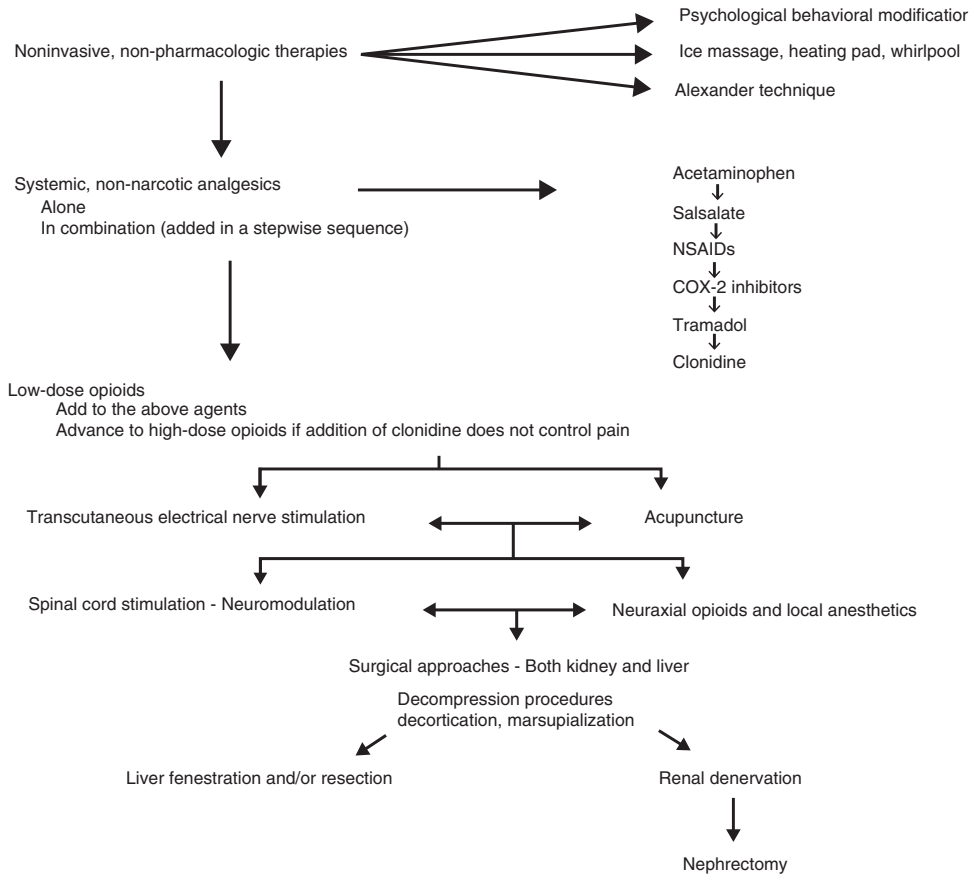 Psychological behavioral modificatior
Noninvasive, non-pharmacologic therapies
Ice massage, heating pad, whirlpool
Alexander technique
Systemic, non-narcotic analgesics
Alone
In combination (added in a stepwise sequence)
Acetaminophen
Salsalate
NSAIDs
COX-2 inhibitors
Tramadol
Clonidine
Low-dose opioids
Add to the above agents
Advance to high-dose opioids if addition of clonidine does not control pain
Transcutaneous electrical nerve stimulation
Acupuncture
Spinal cord stimulation - Neuromodulation
Neuraxial opioids and local anesthetics
Surgical approaches - Both kidney and liver
Decompression procedures
decortication, marsupialization
Liver fenestration and/or resection
Renal denervation
Nephrectomy